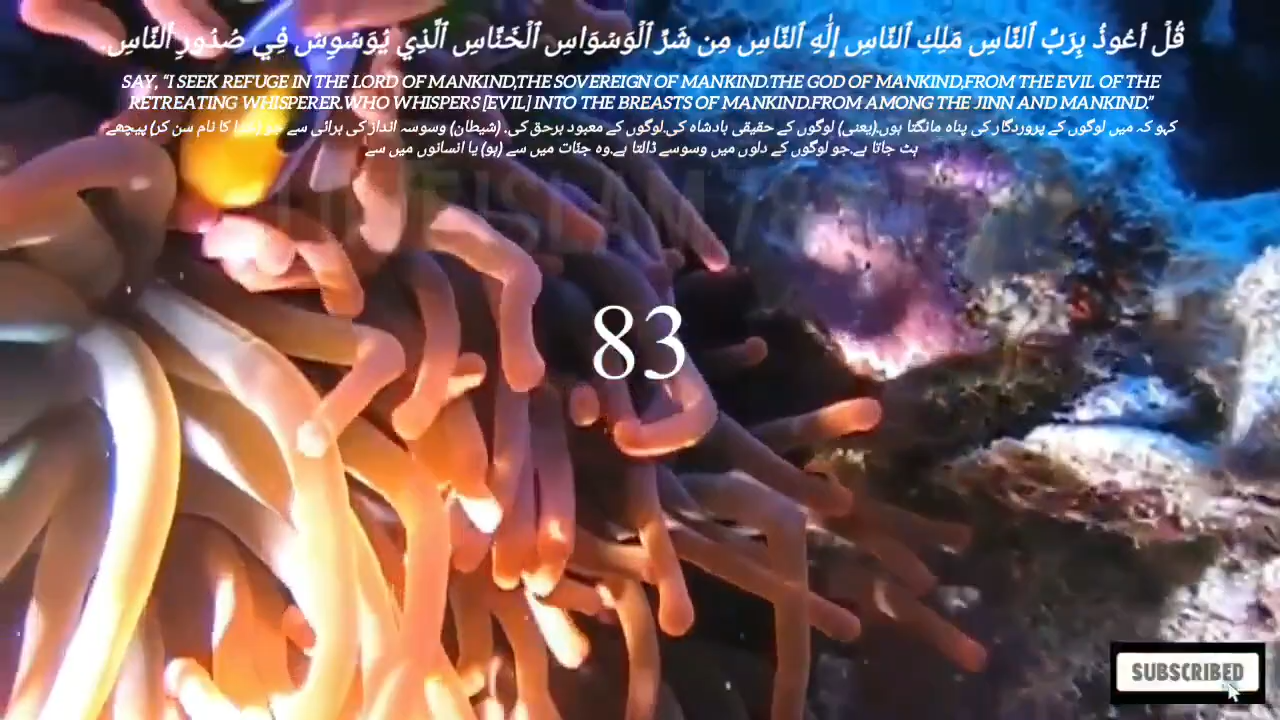 قُلْ أَعُوذُ بِرَبِّ ٱلنَّاسِ مَلِكِ ٱلنَّاسِ إِلَٰهِ ٱلنَّاسِ مِن شَرِّ ٱلْوَسْوَاسِ ٱلْخَنَّاسِ ٱلَّذِي يُوَسْوِسُ فِي صُدُورِ ٱلنَّاسِ.
SAY, “I SEEK REFUGE IN THE LORD OF MANKIND,THE SOVEREIGN OF MANKIND.THE GOD OF MANKIND,FROM THE EVIL OF THE
RETREATING WHISPERER.WHO WHISPERS [EVIL] INTO THE BREASTS OF MANKIND.FROM AMONG THE JINN AND MANKIND.”
کہو کہ میں لوگوں کے پروردگار کی پناہ مانگتا ہوں.(یعنی) لوگوں کے حقیقی بادشاہ کی.لوگوں کے معبود برحق کی. (شیطان) وسوسہ انداز کی برائی سے جو (خدا کا نام سن کر) پیچھے
ہٹ جاتا ہے.جو لوگوں کے دلوں میں وسوسے ڈالتا ہے.وہ جنّات میں سے (ہو) یا انسانوں میں سے
83
SUBSCRIBED